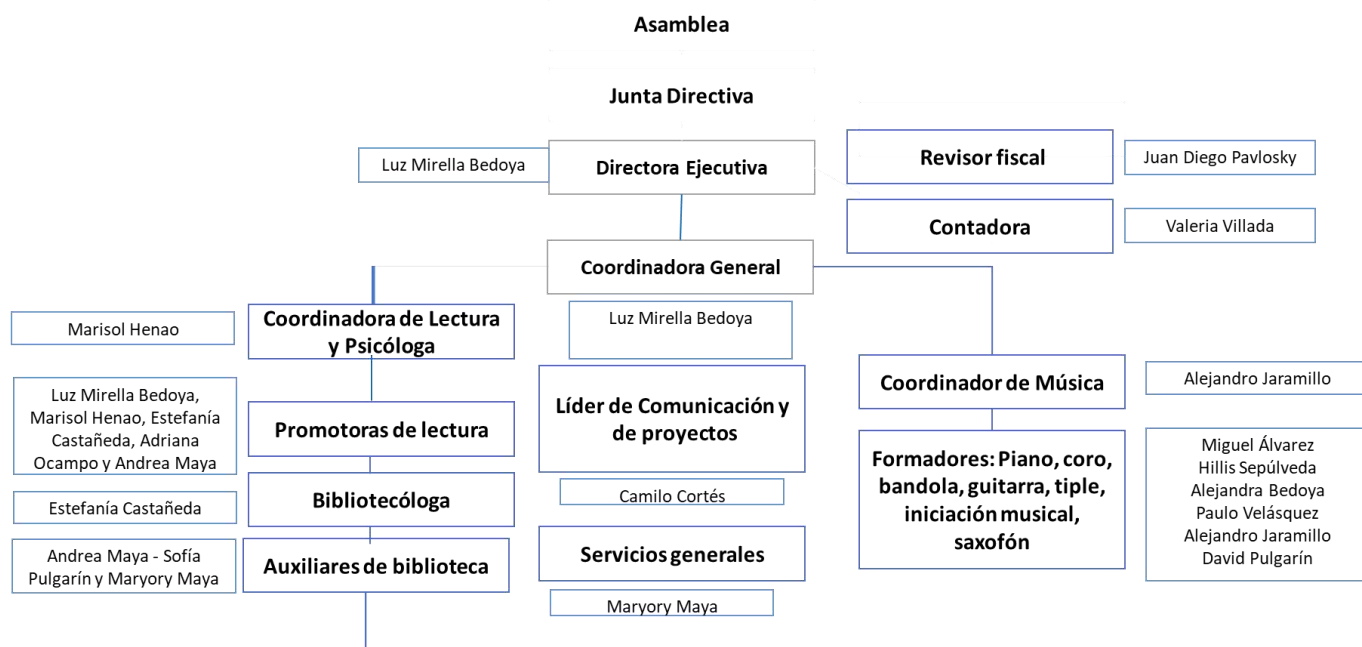 Asamblea
Junta Directiva
Luz Mirella Bedoya
Directora Ejecutiva
Revisor fiscal
Juan Diego Pavlosky
Contadora
Valeria Villada
Coordinadora General
Luz Mirella Bedoya
Marisol Henao
Coordinadora de Lectura
y Psicóloga
Luz Mirella Bedoya,
Marisol Henao, Estefanía
Castañeda, Adriana
Ocampo y Andrea Maya
Promotoras de lectura
Estefanía Castañeda
Bibliotecóloga
Andrea Maya - Sofía
Pulgarín y Maryory Maya
Auxiliares de biblioteca
Líder de Comunicación y
de proyectos
Camilo Cortés
Servicios generales
Maryory Maya
Coordinador de Música
Alejandro Jaramillo
Formadores: Piano, coro,
bandola, guitarra, tiple,
iniciación musical,
saxofón
Miguel Álvarez
Hillis Sepúlveda
Alejandra Bedoya
Paulo Velásquez
Alejandro Jaramillo
David Pulgarín